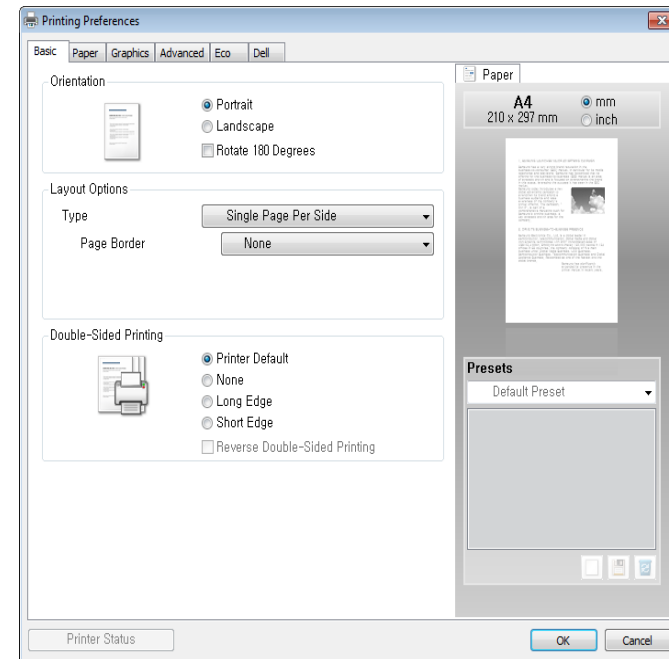 Printing Preferences
Basic Paper Graphics Advanced Eco Dell
Orientation
Portrait
Landscape
Rotate 180 Degrees
Layout Options
Type Single Page Per Side
Page Border None
Double-Sided Printing
Printer Default
None
Long Edge
Short Edge
Reverse Double-Sided Printing
Paper
A4
210 x 297 mm
mm
inch
Presets
Default Preset
Printer Status
OK Cancel